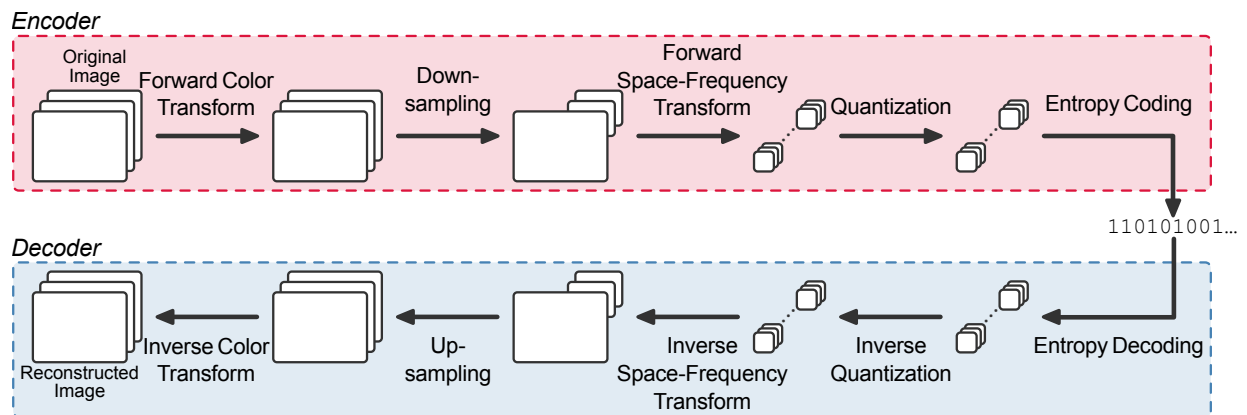 Encoder
Original
Image
Forward Color
Transform
Down-
sampling
Forward
Space-Frequency
Transform
Quantization
Entropy Coding
110101001…
Decoder
Reconstructed
Image
Inverse Color
Transform
Up-
sampling
Inverse
Space-Frequency
Transform
Inverse
Quantization
Entropy Decoding